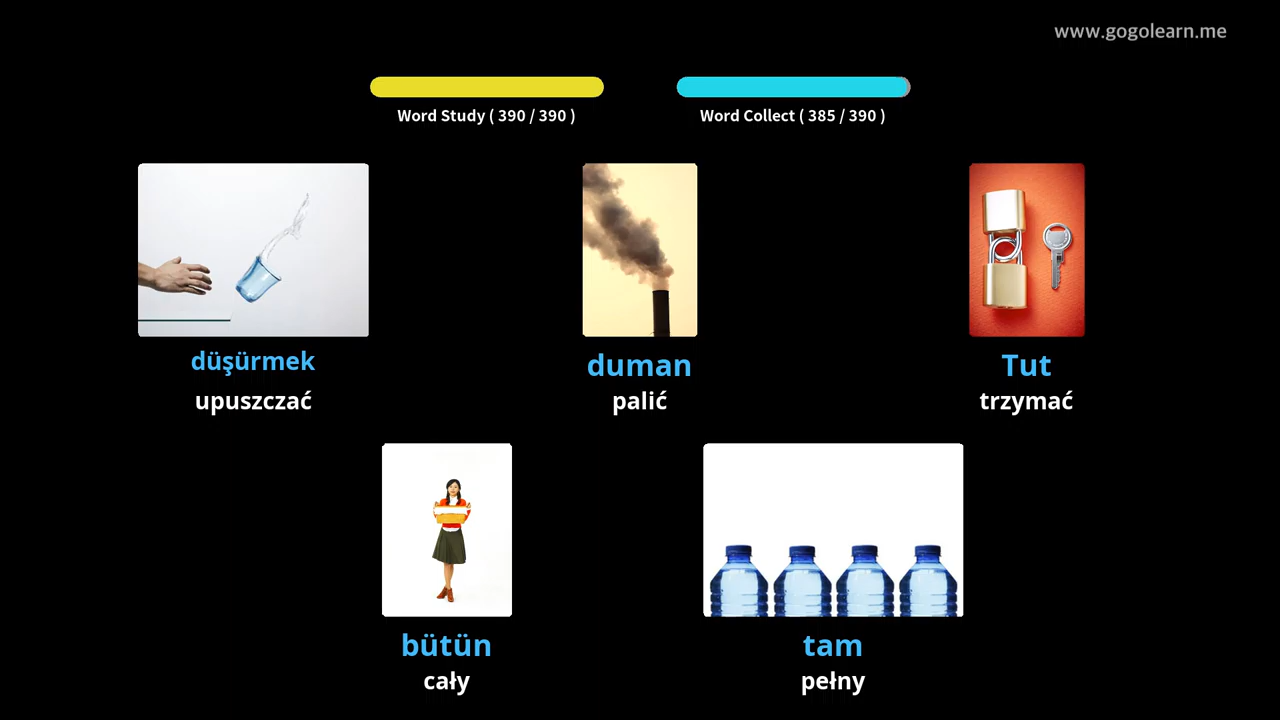 www.gogolearn.me
Word Study ( 390 / 390 )
Word Collect ( 385 / 390 )
düşürmek
upuszczać
duman
palić
Tut
trzymać
bütün
cały
tam
pełny